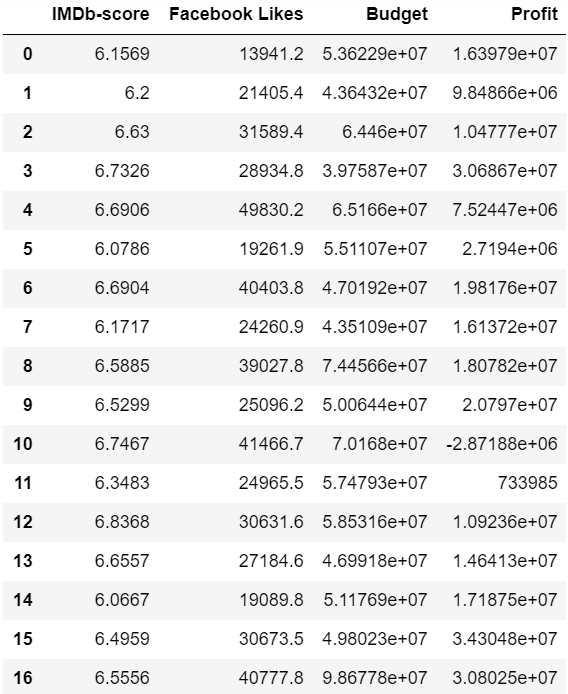 IMDb-score Facebook Likes Budget Profit
0 6.1569 13941.2 5.36229e+07 1.63979e+07
1 6.2 21405.4 4.36432e+07 9.84866e+06
2 6.63 31589.4 6.446e+07 1.04777e+07
3 6.7326 28934.8 3.97587e+07 3.06867e+07
4 6.6906 49830.2 6.5166e+07 7.52447e+06
5 6.0786 19261.9 5.51107e+07 2.7194e+06
6 6.6904 40403.8 4.70192e+07 1.98176e+07
7 6.1717 24260.9 4.35109e+07 1.61372e+07
8 6.5885 39027.8 7.44566e+07 1.80782e+07
9 6.5299 25096.2 5.00644e+07 2.0797e+07
10 6.7467 41466.7 7.0168e+07 -2.87188e+06
11 6.3483 24965.5 5.74793e+07 733985
12 6.8368 30631.6 5.85316e+07 1.09236e+07
13 6.6557 27184.6 4.69918e+07 1.46413e+07
14 6.0667 19089.8 5.11769e+07 1.71875e+07
15 6.4959 30673.5 4.98023e+07 3.43048e+07
16 6.5556 40777.8 9.86778e+07 3.08025e+07